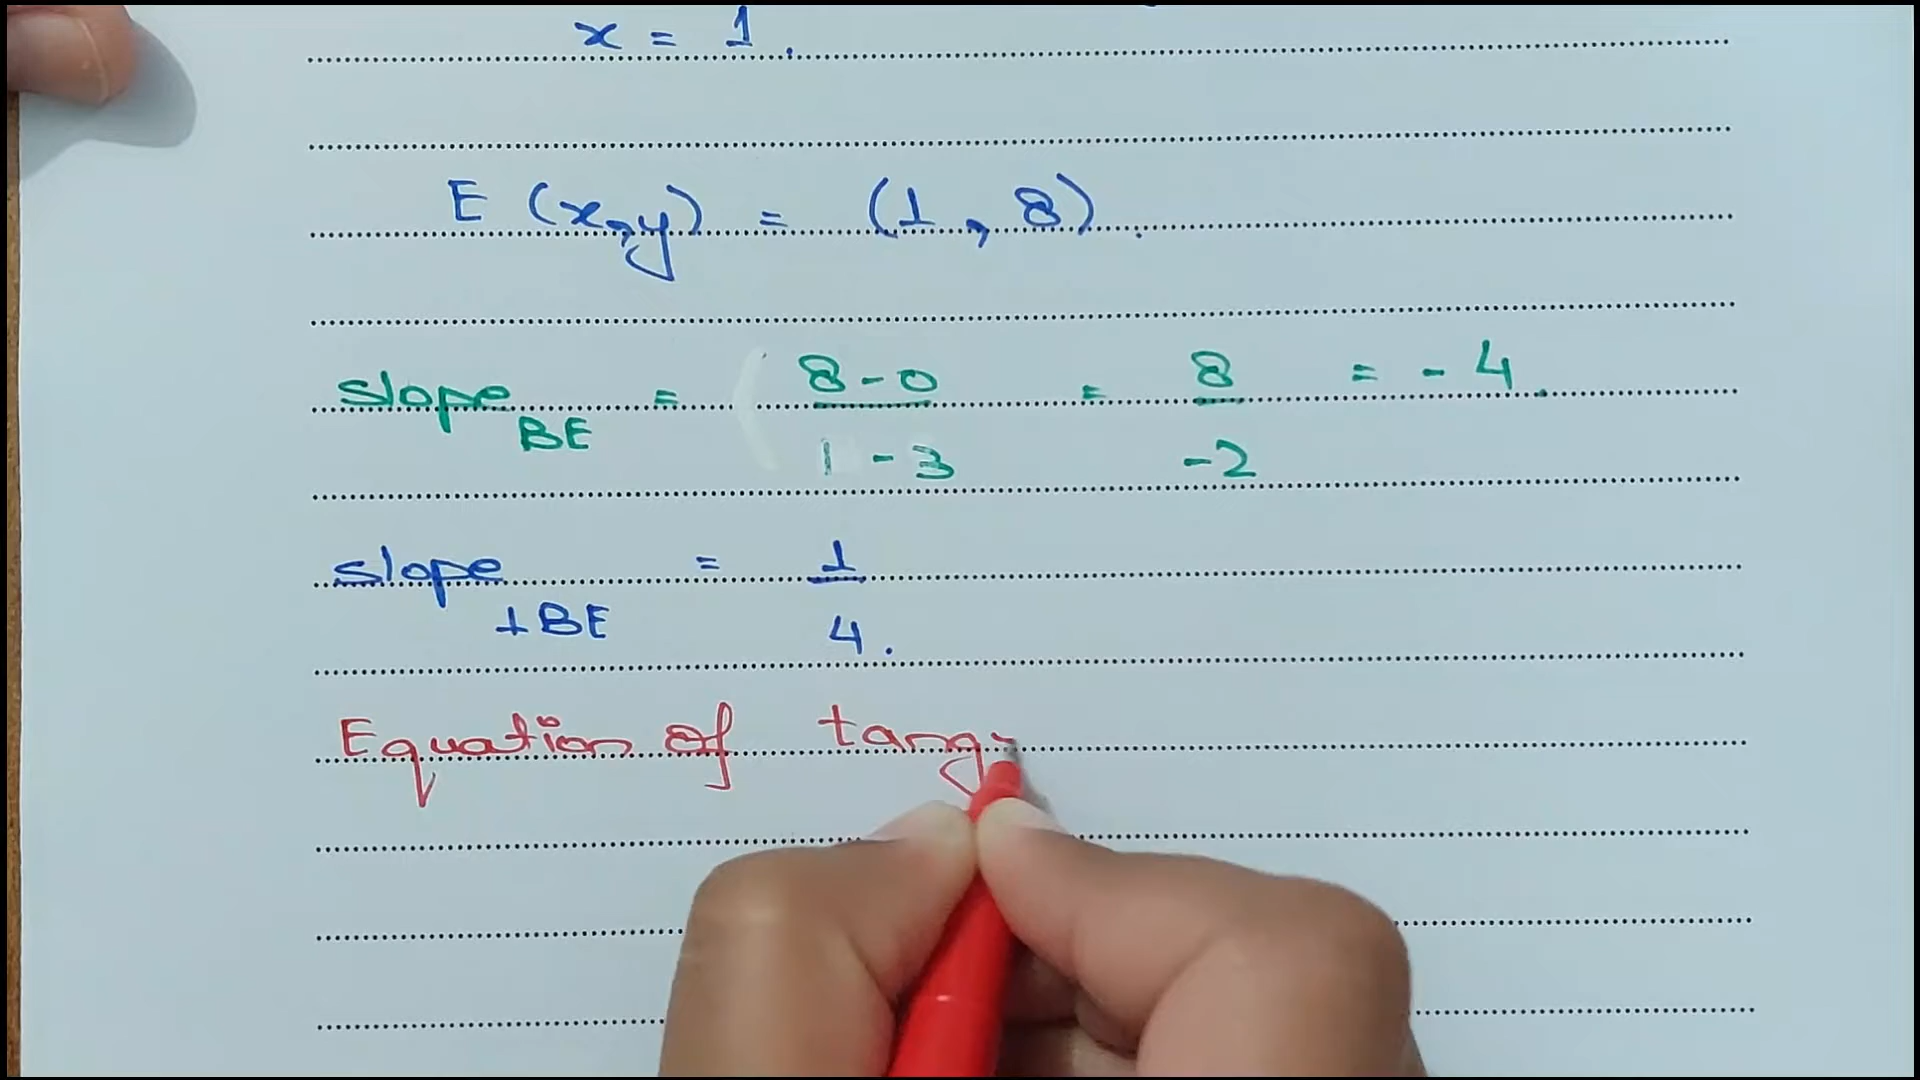 x = 1.
E (x,y) = (1, 8).
slope BE = 8-0 / 1-3 = 8 / -2 = -4.
slope ⊥BE = 1 / 4.
Equation of tang